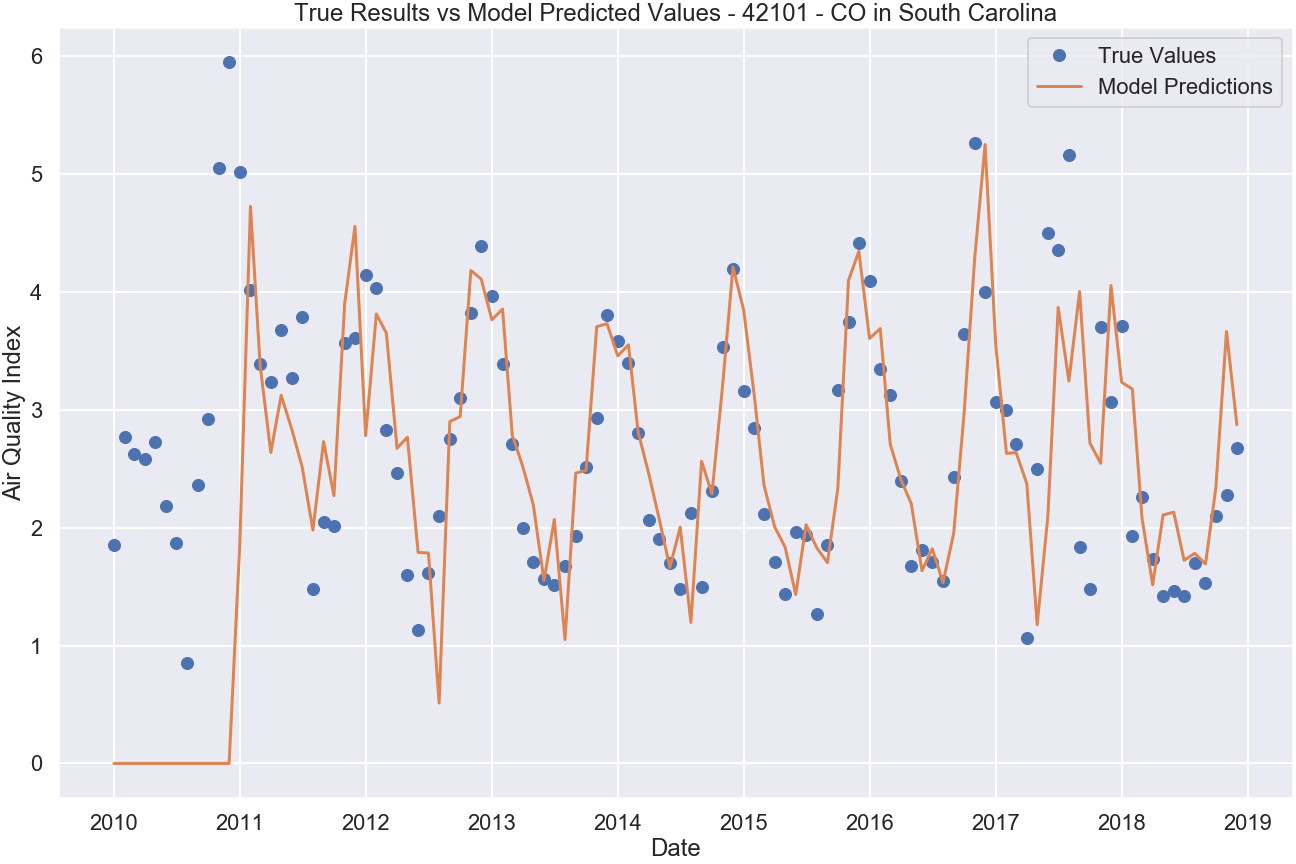 True Results vs Model Predicted Values - 42101 - CO in South Carolina
True Values
Model Predictions
Air Quality Index
6
5
4
3
2
1
0
2010 2011 2012 2013 2014 2015 2016 2017 2018 2019
Date